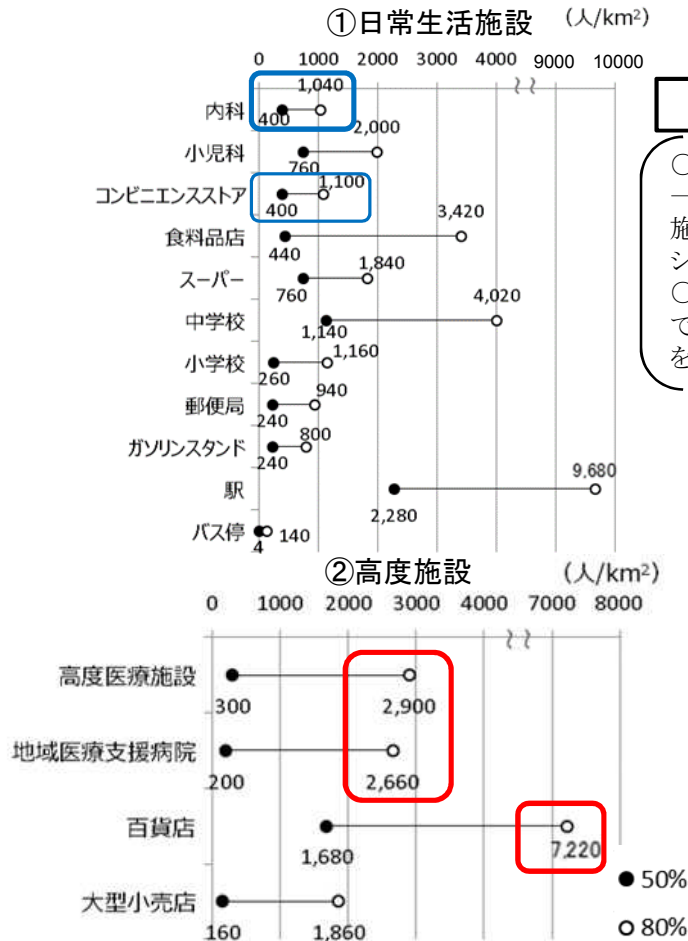 ①日常生活施設 (人/km²)
0 1000 2000 3000 4000 9000 10000
内科 400 1,040
小児科 760 2,000
コンビニエンスストア 400 1,100
食料品店 440 3,420
スーパー 760 1,840
中学校 1,140 4,020
小学校 260 1,160
郵便局 240 940
ガソリンスタンド 240 800
駅 2,280 9,680
バス停 4 140
○
一
施
シ
○
で
を
②高度施設 (人/km²)
0 1000 2000 3000 4000 7000 8000
高度医療施設 300 2,900
地域医療支援病院 200 2,660
百貨店 1,680 7,220
大型小売店 160 1,860
● 50%
○ 80%